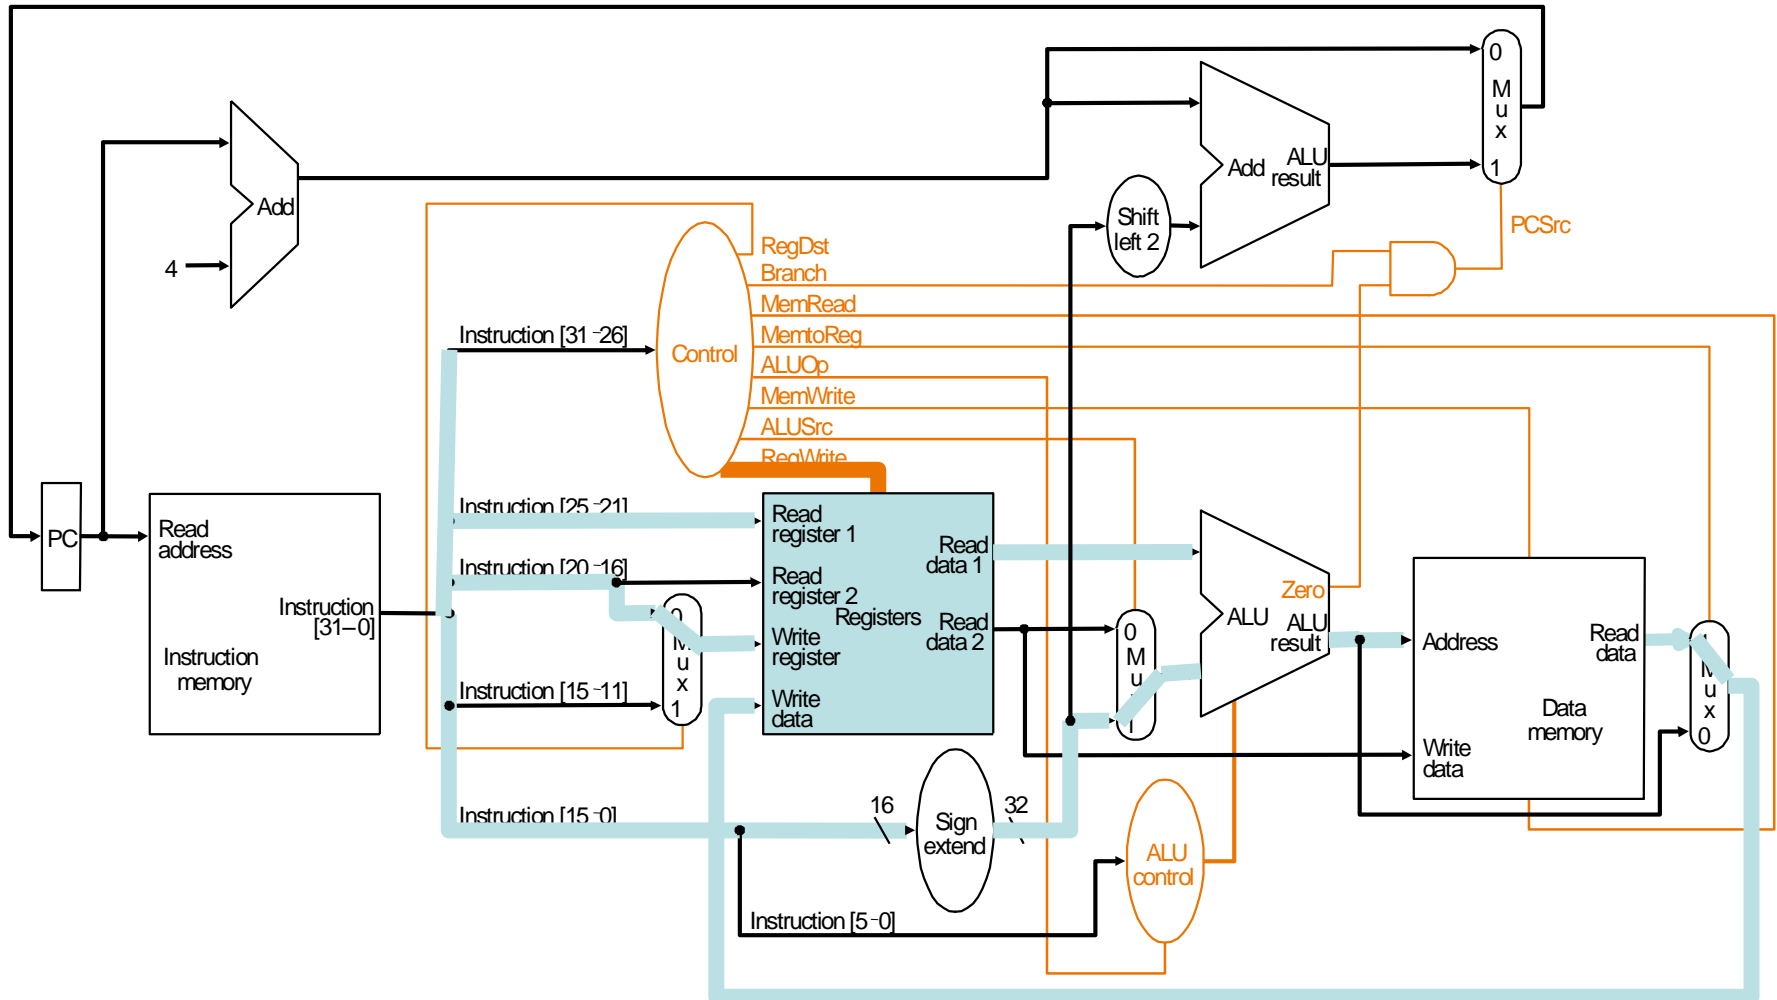 0
M
u
x
1
Add
ALU
result
Shift
left 2
Add
4
PCSrc
RegDst
Branch
MemRead
MemtoReg
ALUOp
MemWrite
ALUSrc
RegWrite
Control
Instruction [31–26]
Instruction [25–21]
Instruction [20–16]
Instruction [15–11]
Instruction [15–0]
Instruction [5–0]
PC
Read
address
Instruction
[31–0]
Instruction
memory
0
M
u
x
1
Read
register 1
Read
register 2
Write
register
Write
data
Registers
Read
data 1
Read
data 2
0
M
u
1
Zero
ALU
ALU
result
Address
Write
data
Read
data
Data
memory
1
M
u
x
0
16
Sign
extend
32
ALU
control